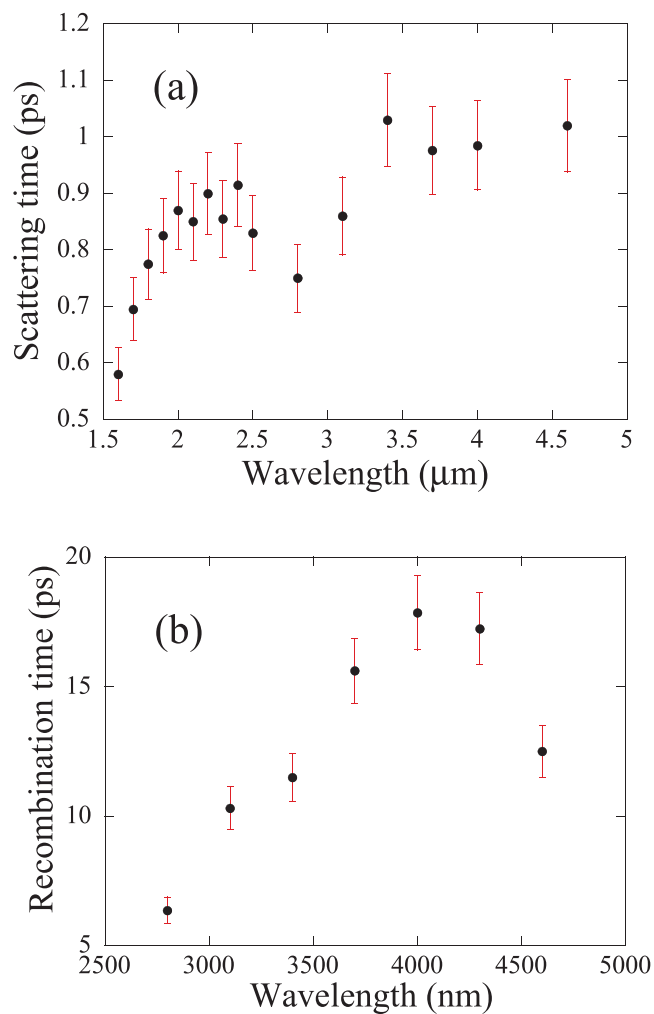 1.2
1.1
1
0.9
0.8
0.7
0.6
0.5
Scattering time (ps)
(a)
1.5 2 2.5 3 3.5 4 4.5 5
Wavelength (μm)
20
15
10
5
Recombination time (ps)
(b)
2500 3000 3500 4000 4500 5000
Wavelength (nm)